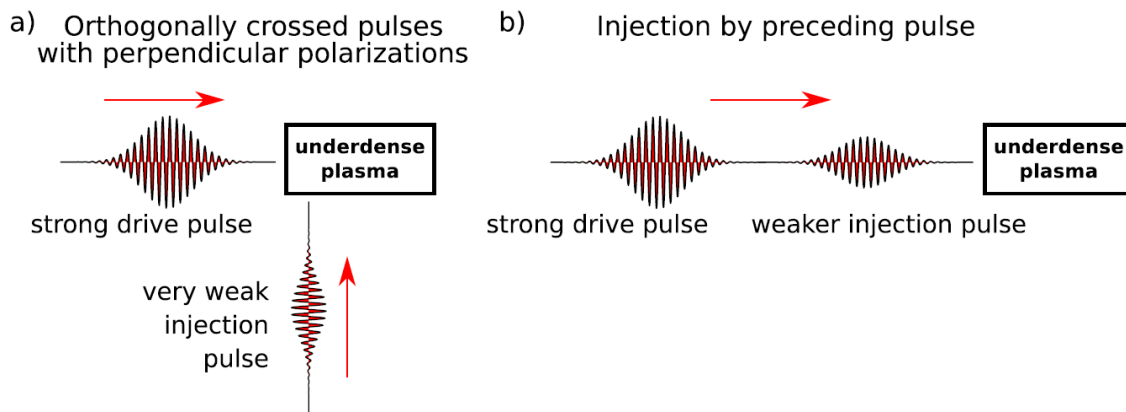 a) Orthogonally crossed pulses
with perpendicular polarizations
underdense
plasma
strong drive pulse
very weak
injection
pulse
b) Injection by preceding pulse
underdense
plasma
strong drive pulse
weaker injection pulse